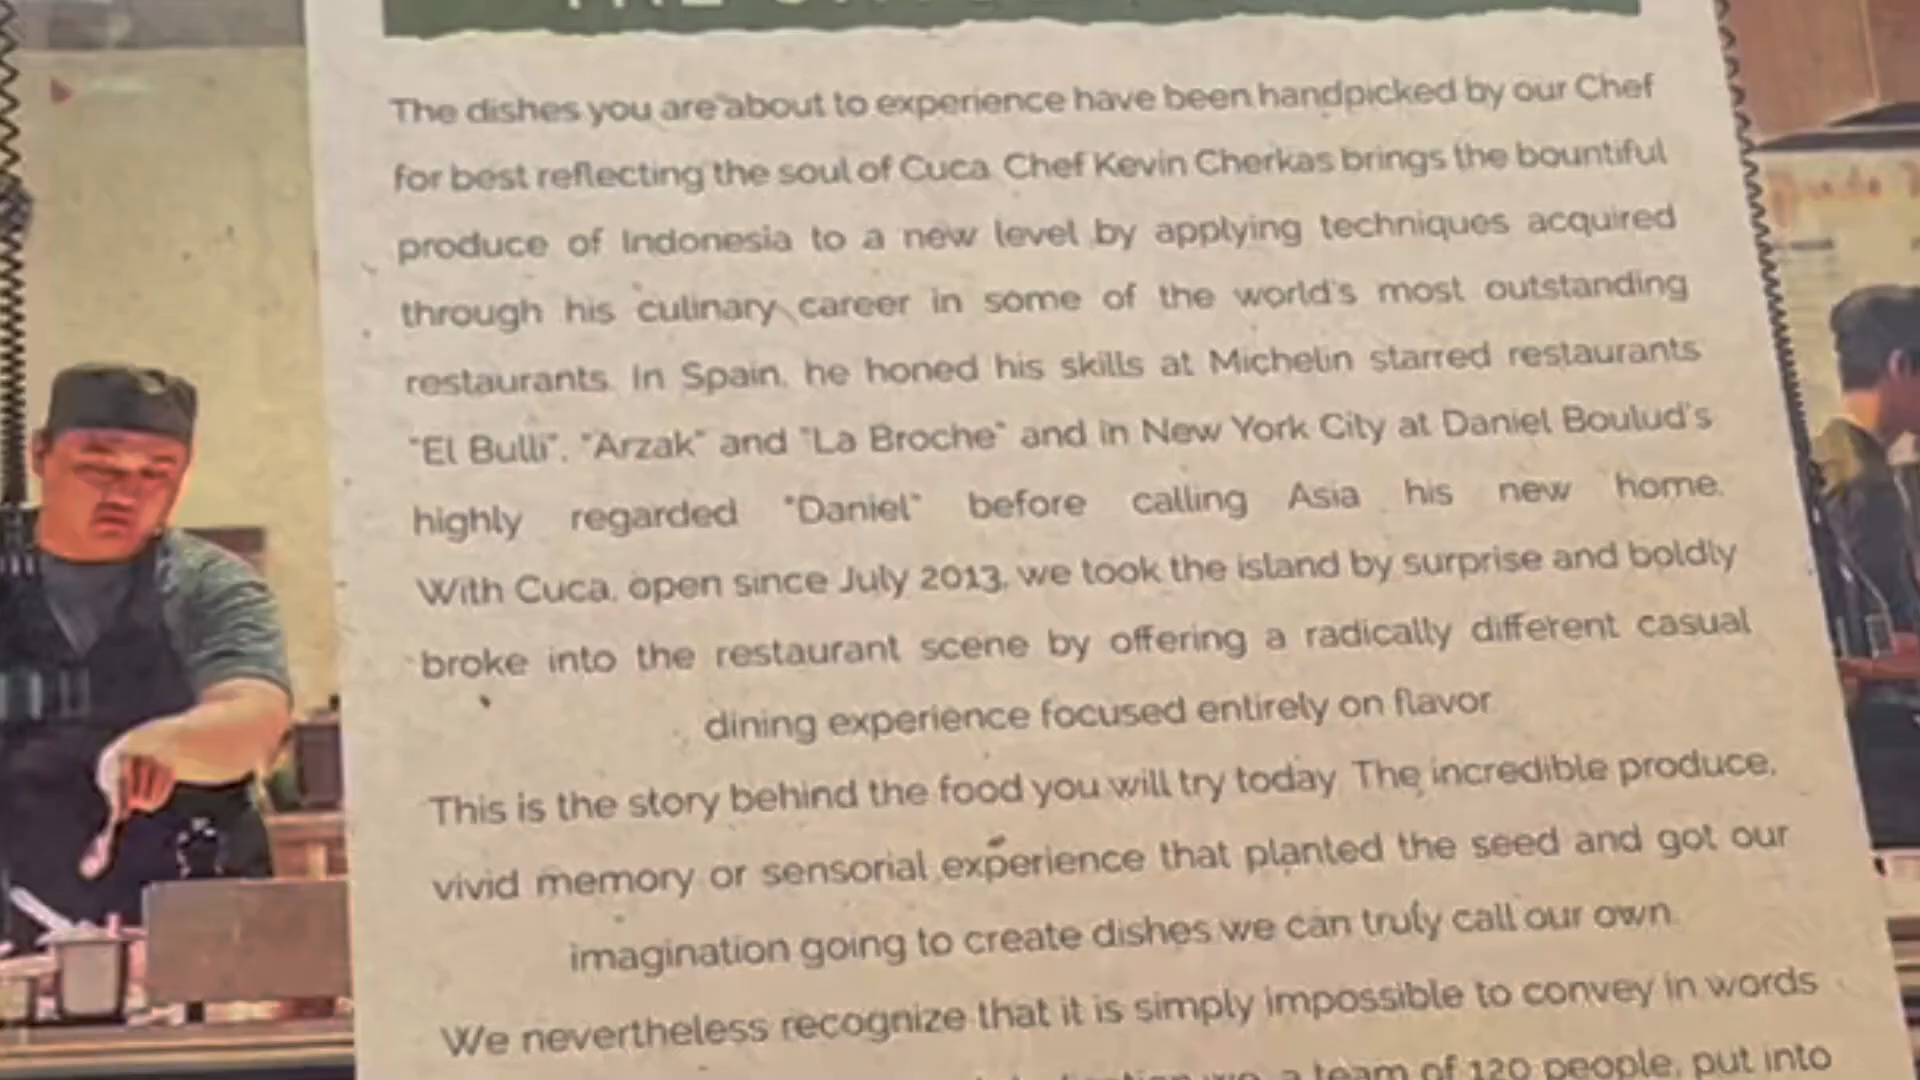 THE
The dishes you are about to experience have been handpicked by our Chef
for best reflecting the soul of Cuca. Chef Kevin Cherkas brings the bountiful
produce of Indonesia to a new level by applying techniques acquired
through his culinary career in some of the world's most outstanding
restaurants. In Spain, he honed his skills at Michelin starred restaurants
"El Bulli", "Arzak" and "La Broche" and in New York City at Daniel Boulud's
highly regarded "Daniel" before calling Asia his new home.
With Cuca, open since July 2013, we took the island by surprise and boldly
broke into the restaurant scene by offering a radically different casual
dining experience focused entirely on flavor
This is the story behind the food you will try today. The incredible produce,
vivid memory or sensorial experience that planted the seed and got our
imagination going to create dishes we can truly call our own
We nevertheless recognize that it is simply impossible to convey in words
a team of 120 people, put into